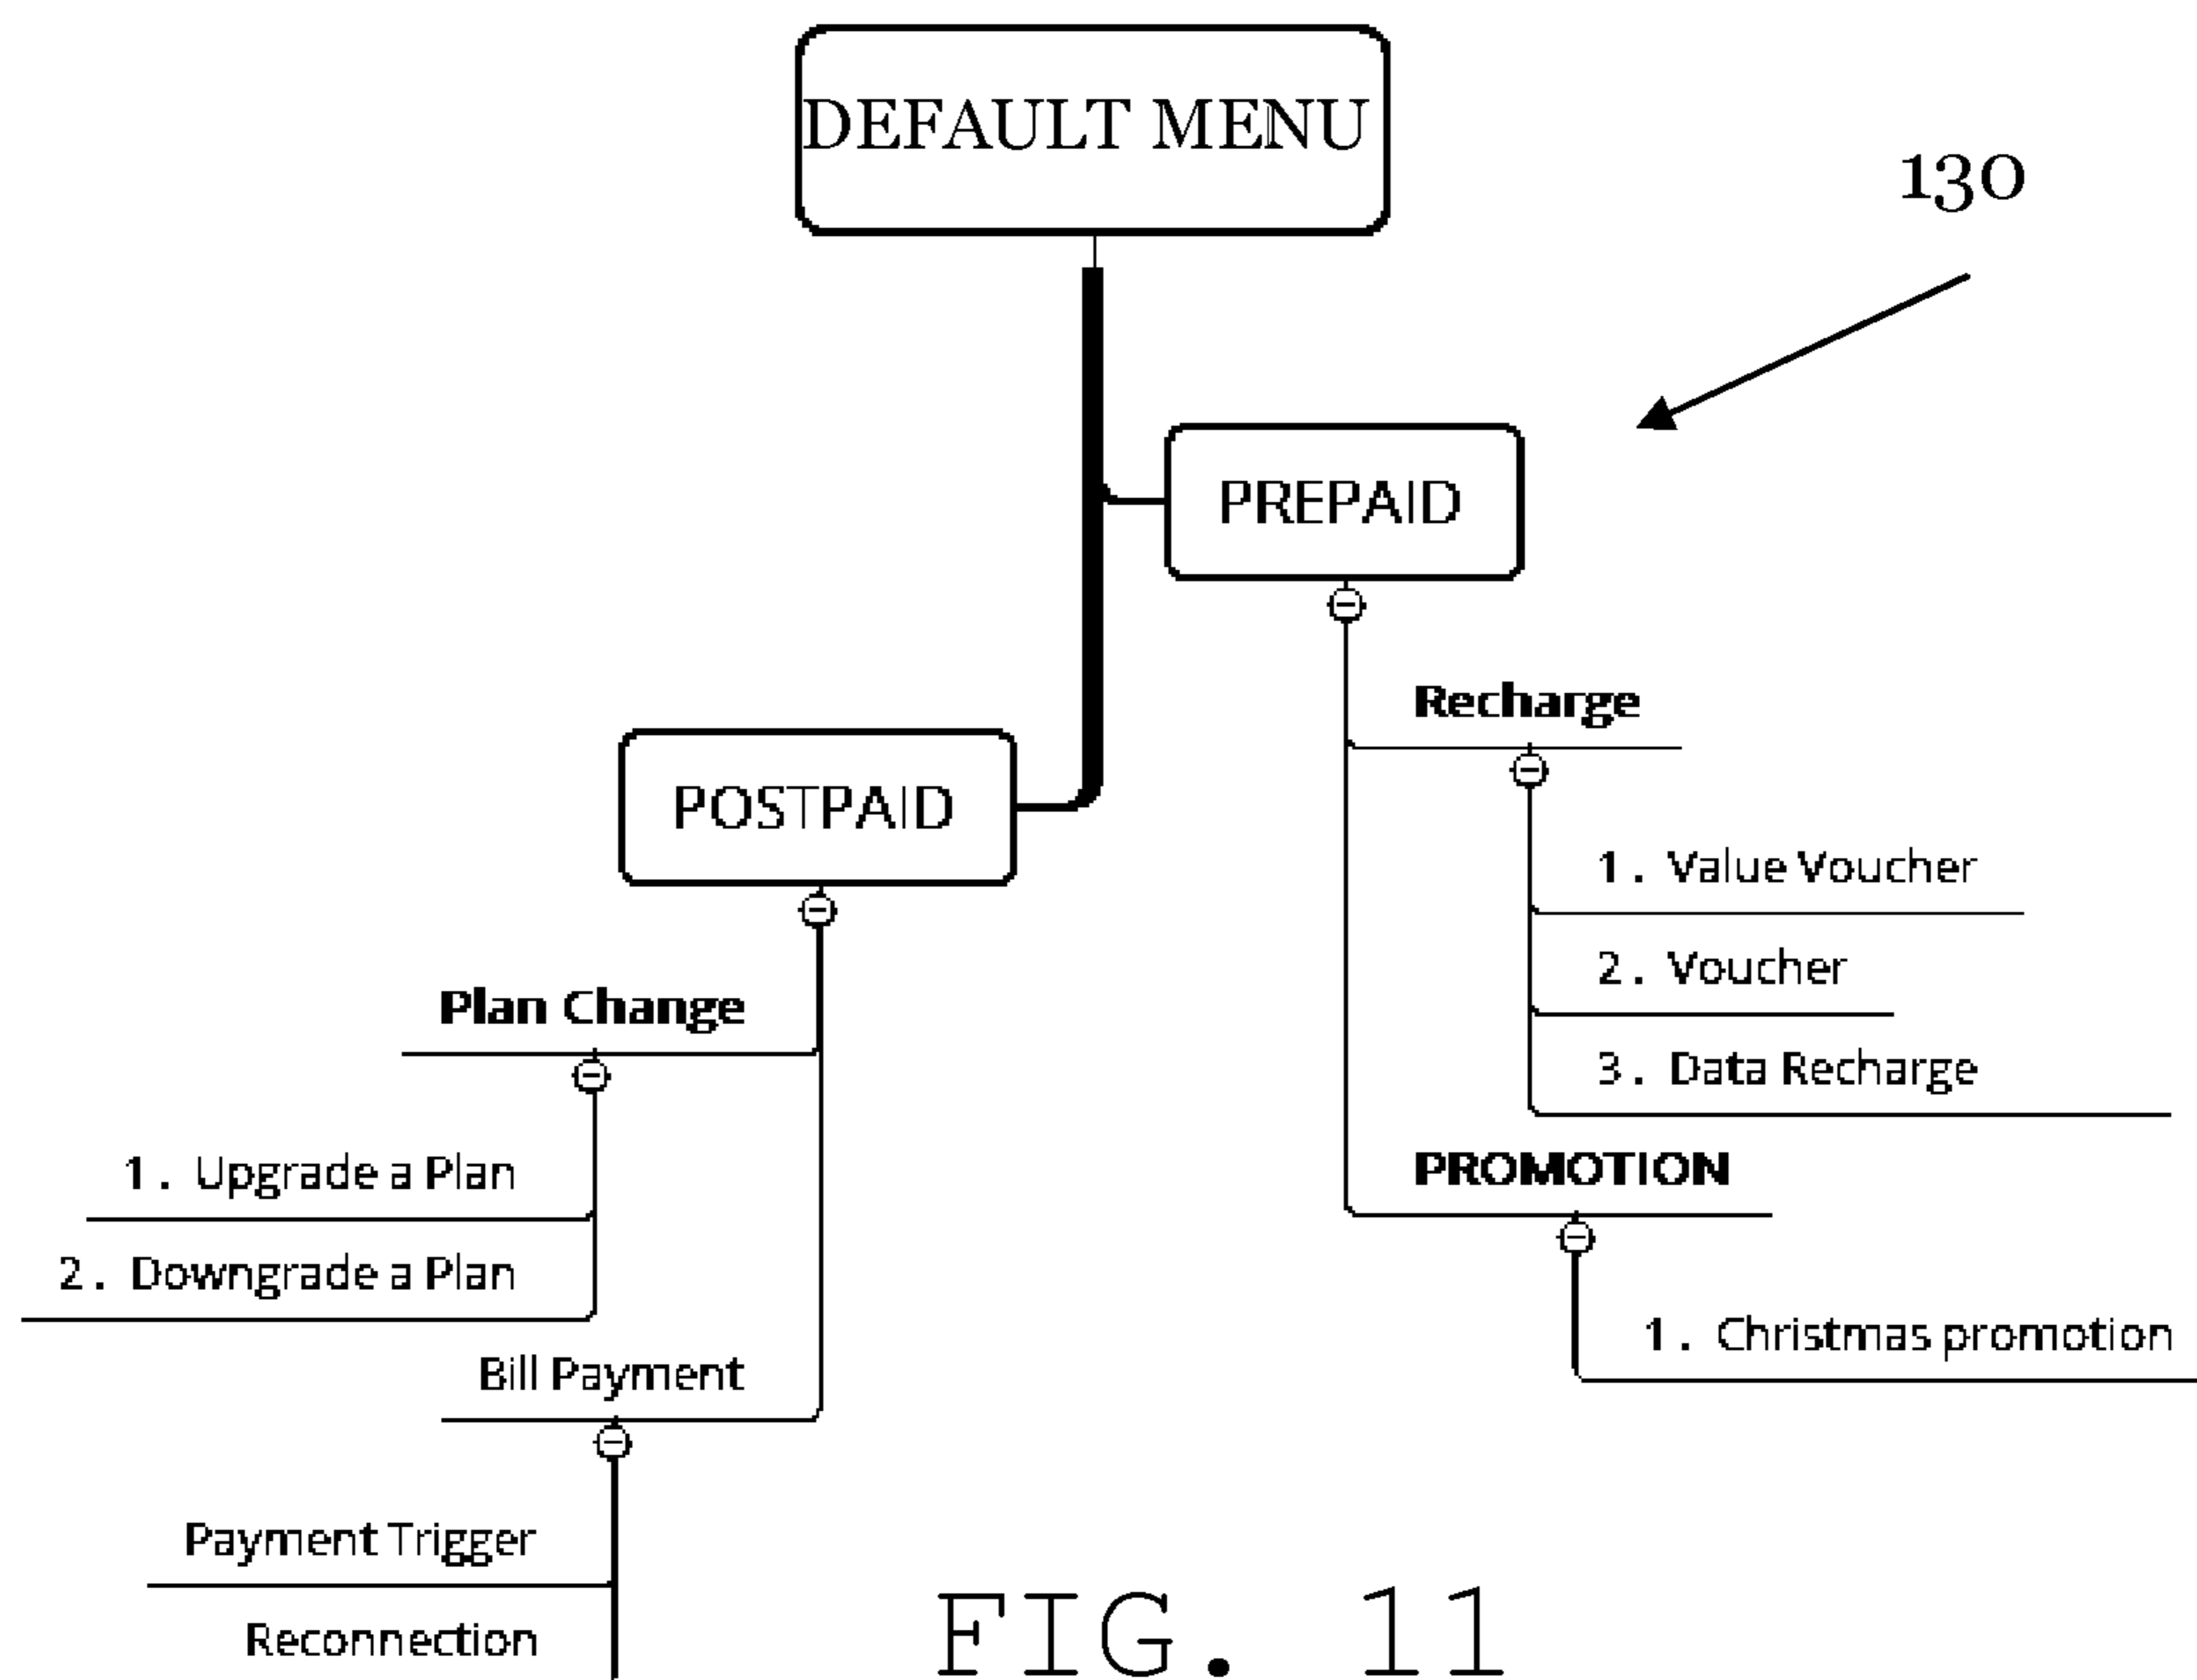 DEFAULT MENU
130
PREPAID
Recharge
1. Value Voucher
2. Voucher
3. Data Recharge
PROMOTION
1. Christmas promotion
POSTPAID
Plan Change
1. Upgrade a Plan
2. Downgrade a Plan
Bill Payment
Payment Trigger
Reconnection
FIG. 11